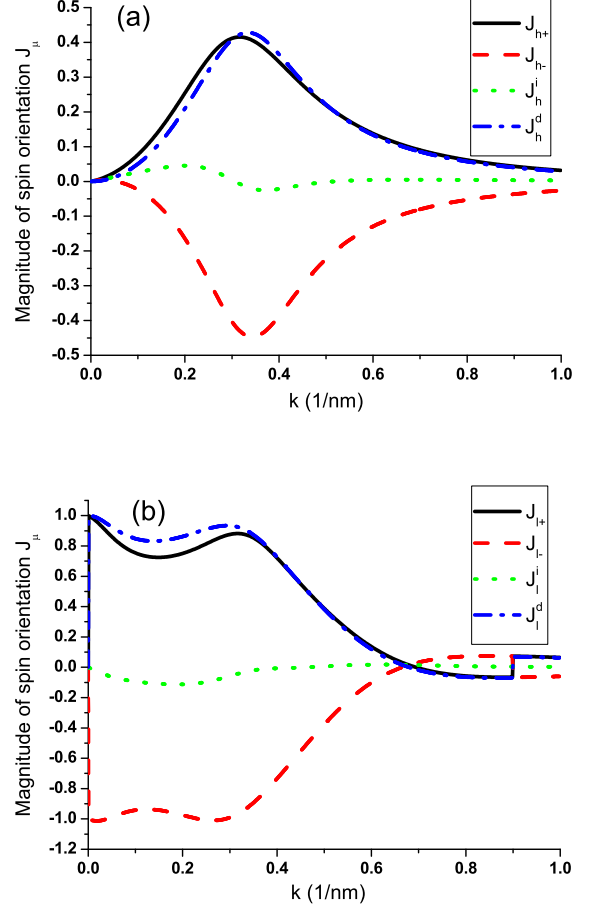 (a)
J_h+
J_h-
J_h^i
J_h^d
0.5
0.4
0.3
0.2
0.1
0.0
-0.1
-0.2
-0.3
-0.4
-0.5
Magnitude of spin orientation J_μ
0.0 0.2 0.4 0.6 0.8 1.0
k (1/nm)
(b)
J_l+
J_l-
J_l^i
J_l^d
1.0
0.8
0.6
0.4
0.2
0.0
-0.2
-0.4
-0.6
-0.8
-1.0
-1.2
Magnitude of spin orientation J_μ
0.0 0.2 0.4 0.6 0.8 1.0
k (1/nm)